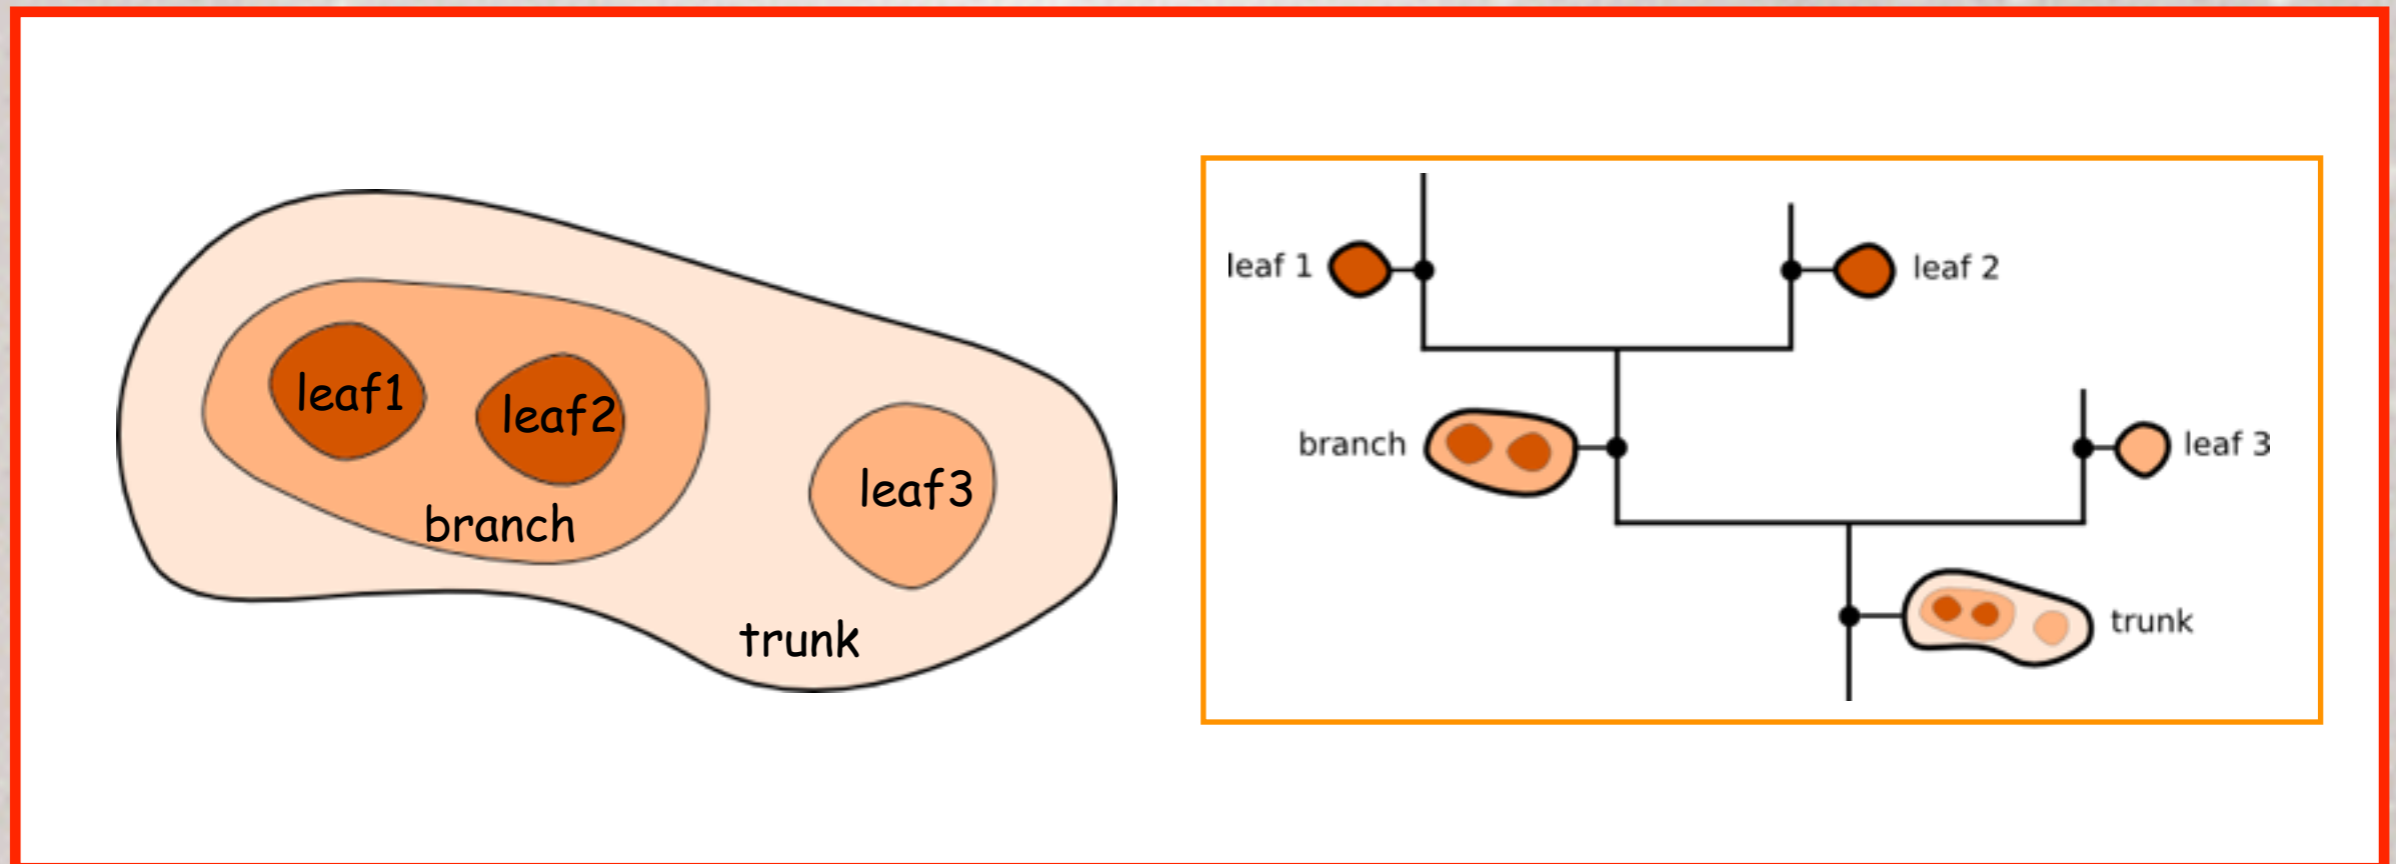 leaf1
leaf2
leaf3
branch
trunk
leaf 1
leaf 2
branch
leaf 3
trunk